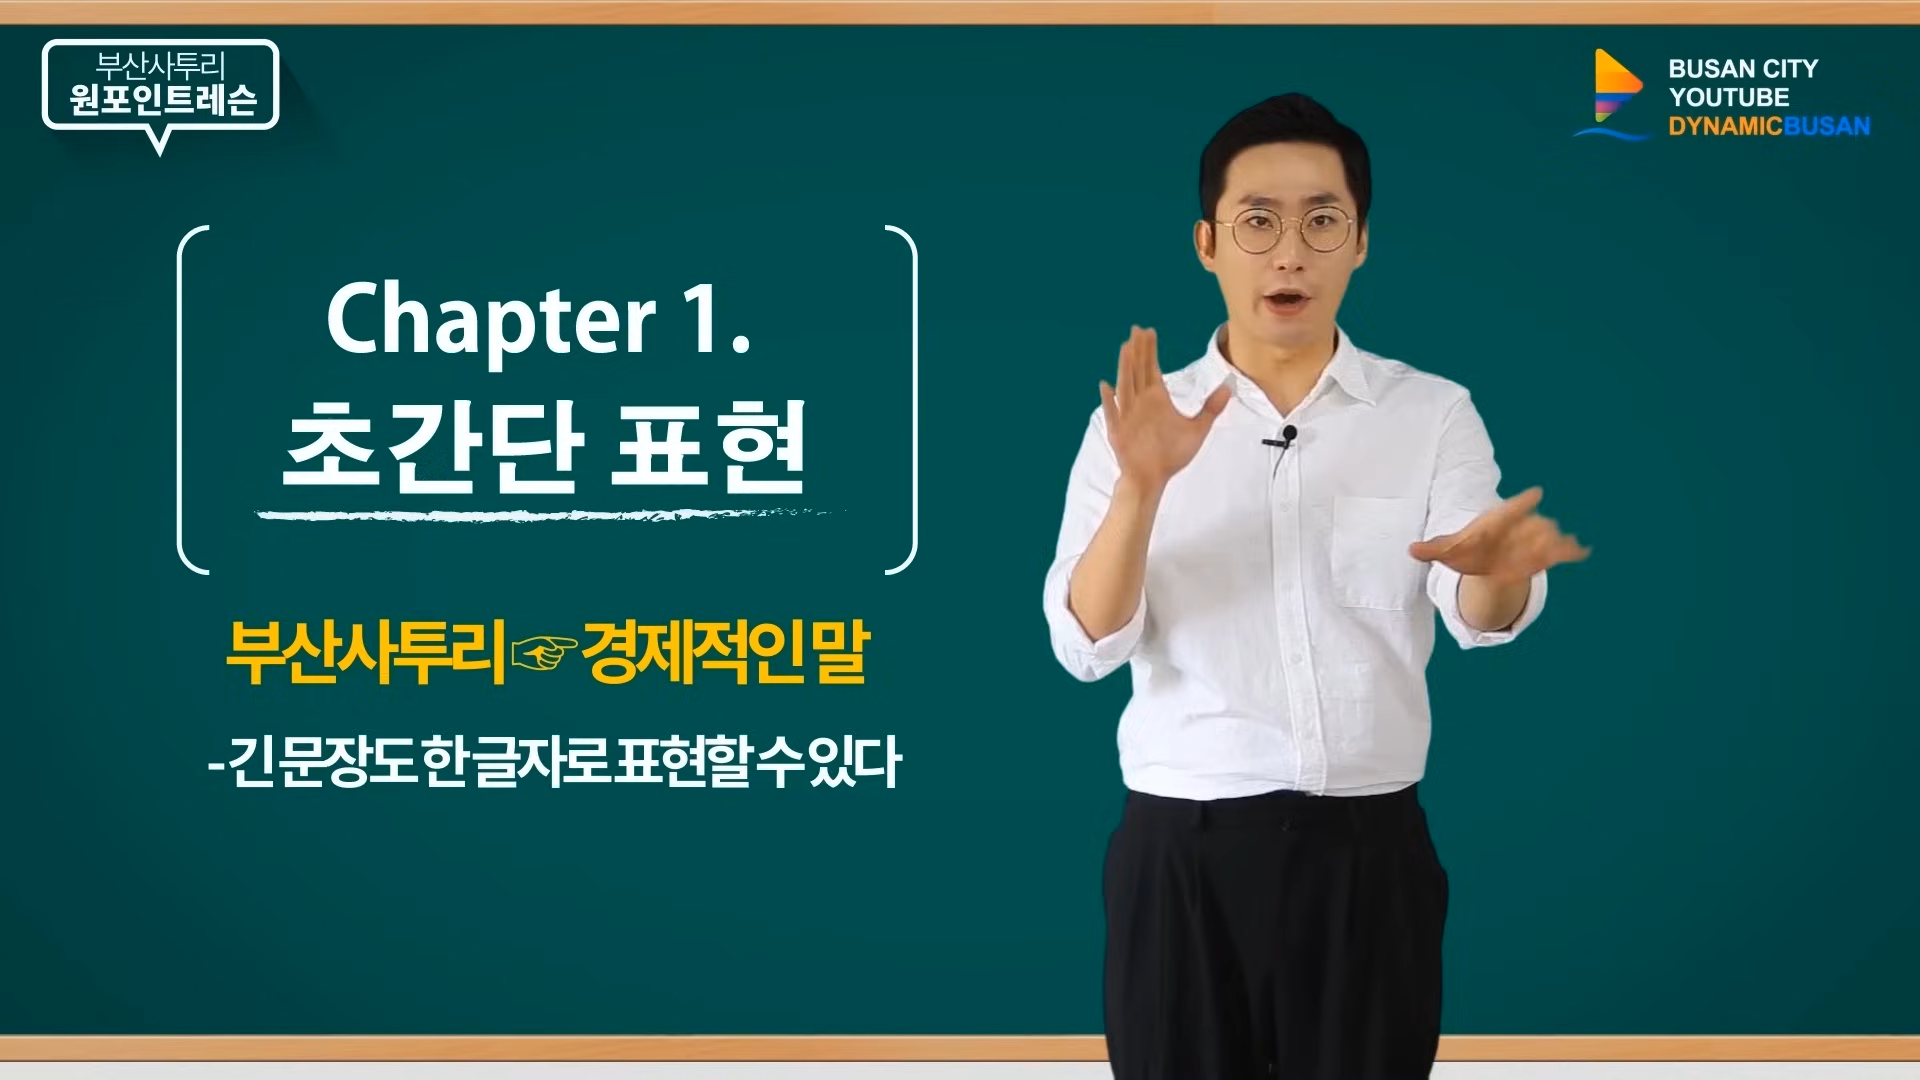 부산사투리
원포인트레슨
BUSAN CITY
YOUTUBE
DYNAMICBUSAN
Chapter 1.
초간단 표현
부산사투리☞경제적인 말
-긴 문장도 한 글자로 표현할 수 있다